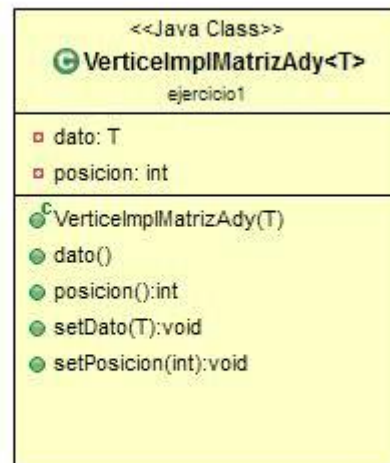 <<Java Class>>
VerticeImplMatrizAdy<T>
ejercicio1
dato: T
posicion: int
VerticeImplMatrizAdy(T)
dato()
posicion():int
setDato(T):void
setPosicion(int):void